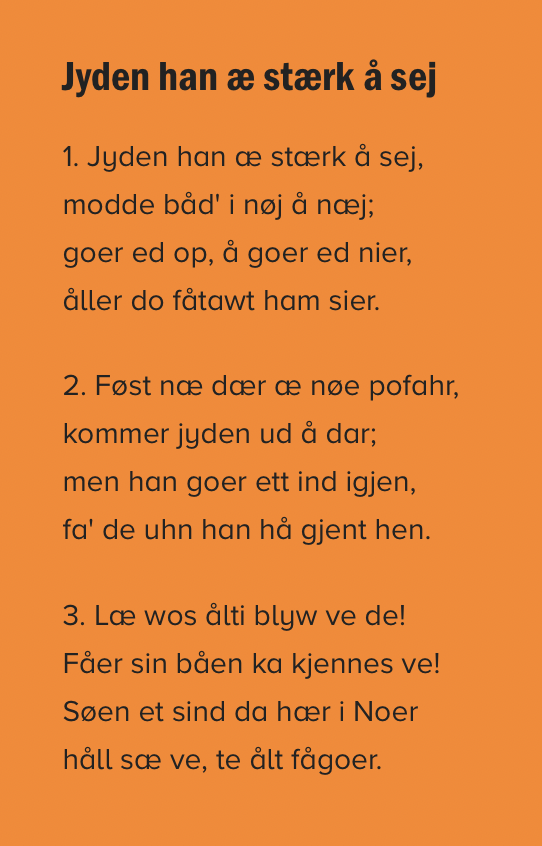 Jyden han æ stærk å sej
1. Jyden han æ stærk å sej,
modde båd' i nøj å næj;
goer ed op, å goer ed nier,
åller do fåtawt ham sier.
2. Føst næ dær æ nøe pofahr,
kommer jyden ud å dar;
men han goer ett ind igjen,
fa' de uhn han hå gjent hen.
3. Læ wos ålti blyw ve de!
Fåer sin båen ka kjennes ve!
Søen et sind da hær i Noer
håll sæ ve, te ålt fågoer.